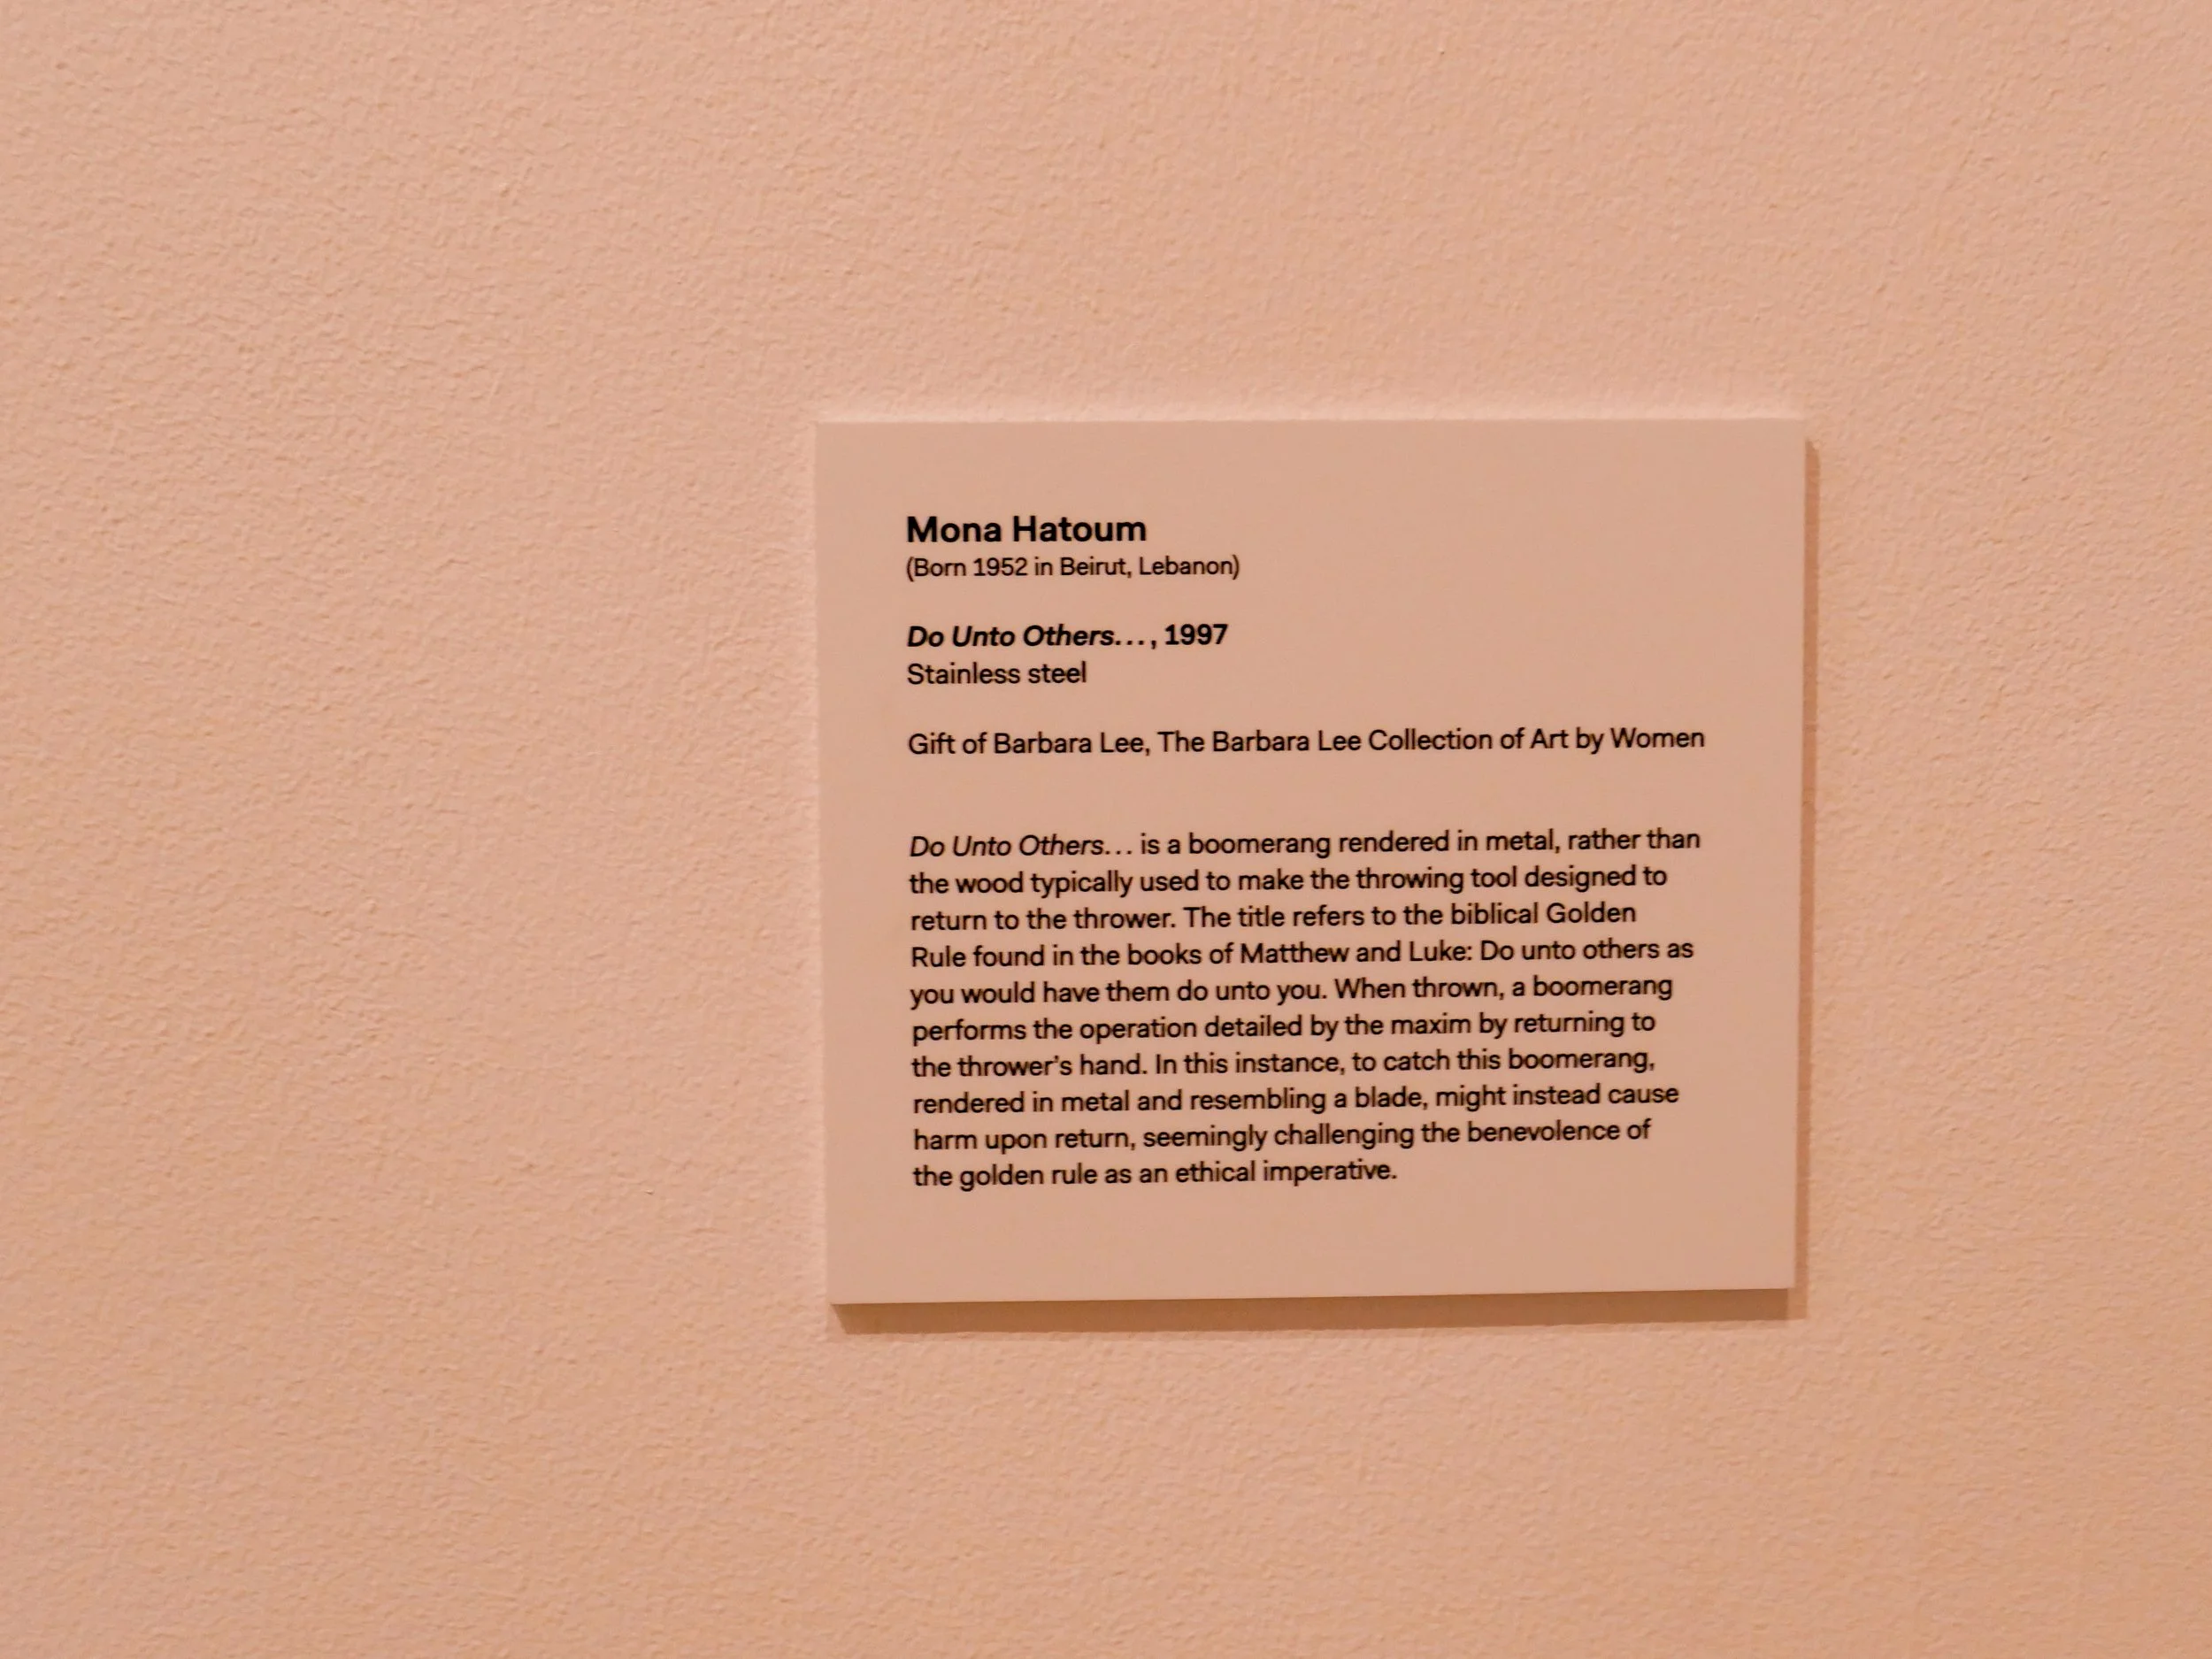 Mona Hatoum
(Born 1952 in Beirut, Lebanon)
Do Unto Others..., 1997
Stainless steel
Gift of Barbara Lee, The Barbara Lee Collection of Art by Women
Do Unto Others... is a boomerang rendered in metal, rather than
the wood typically used to make the throwing tool designed to
return to the thrower. The title refers to the biblical Golden
Rule found in the books of Matthew and Luke: Do unto others as
you would have them do unto you. When thrown, a boomerang
performs the operation detailed by the maxim by returning to
the thrower's hand. In this instance, to catch this boomerang,
rendered in metal and resembling a blade, might instead cause
harm upon return, seemingly challenging the benevolence of
the golden rule as an ethical imperative.